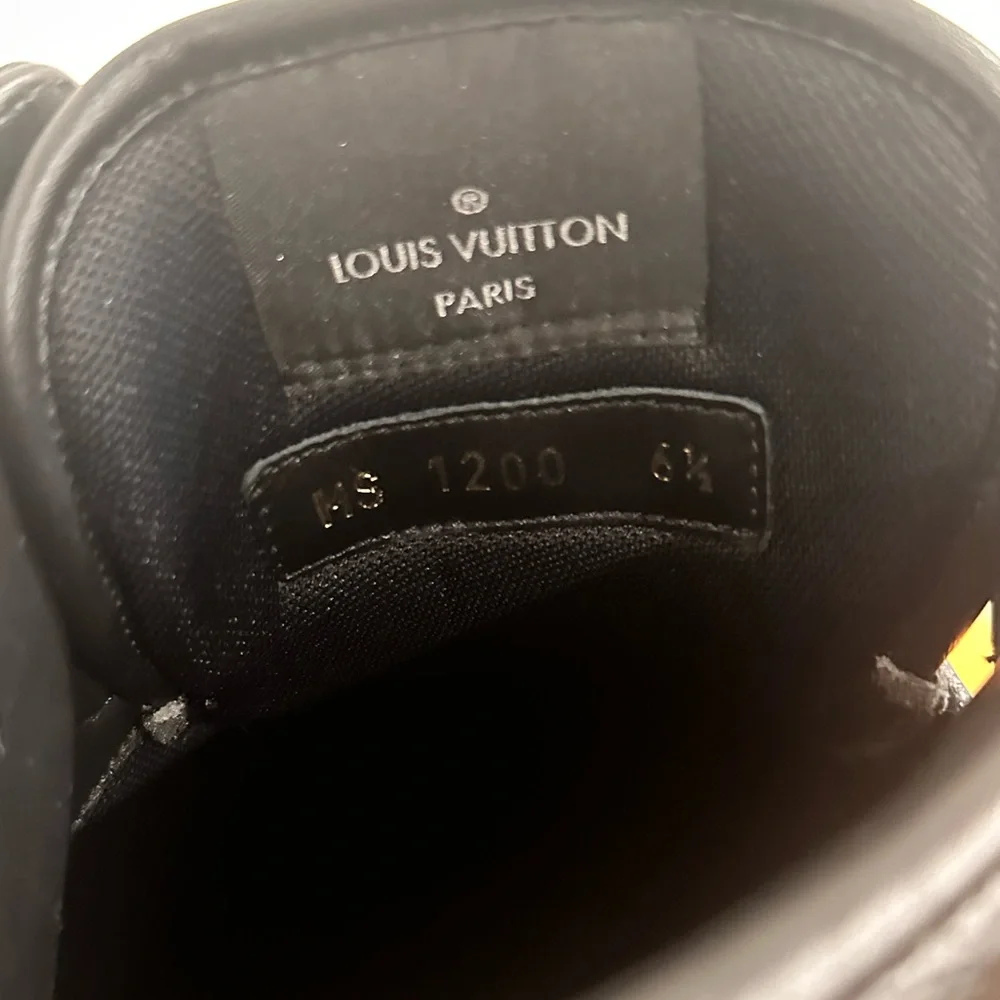 ®
LOUIS VUITTON
PARIS
MS 1200 6½